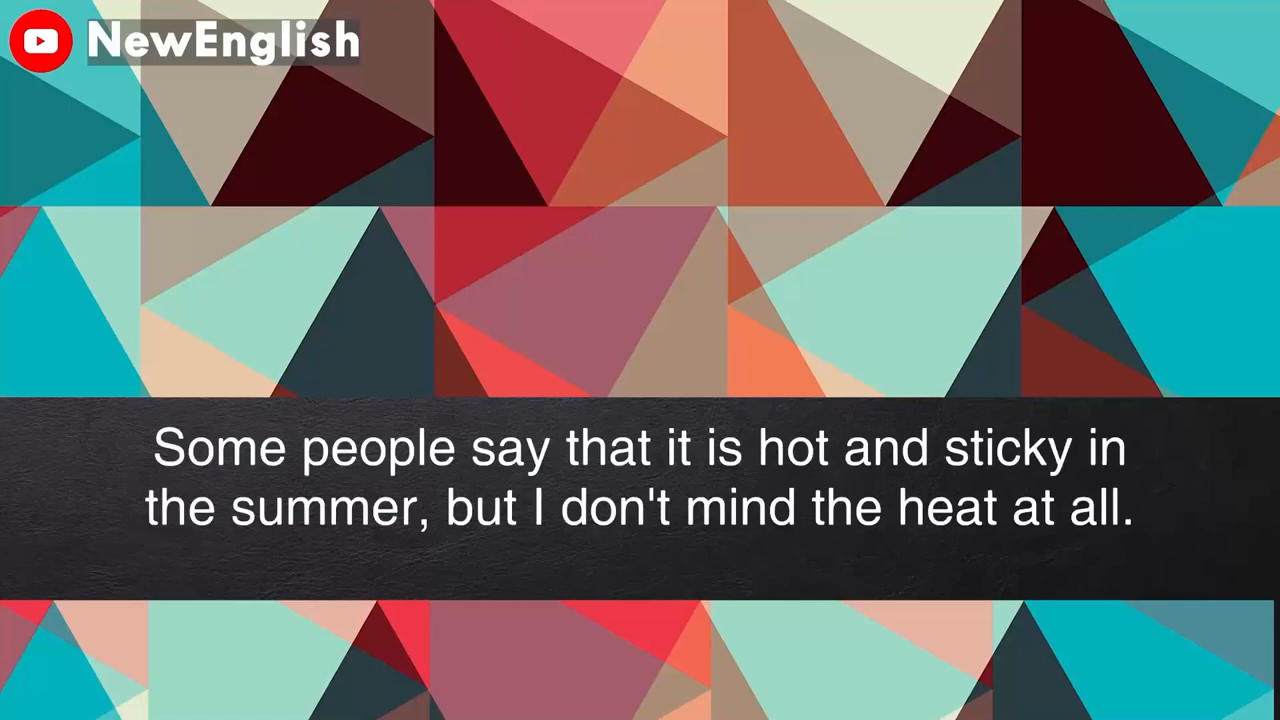 NewEnglish
Some people say that it is hot and sticky in
the summer, but I don't mind the heat at all.